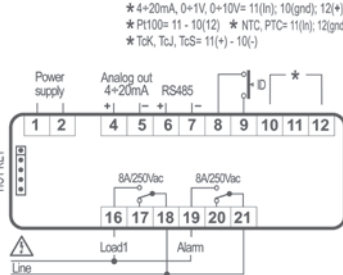 * 4÷20mA, 0÷1V, 0÷10V= 11(In); 10(gnd); 12(+)
* Pt100= 11 - 10(12) * NTC, PTC= 11(In); 12(gnd
* TcK, TcJ, TcS= 11(+) - 10(-)
Power supply
Analog out 4÷20mA
RS485
ID
*
+ - + -
1 2 4 5 6 7 8 9 10 11 12
HOT KEY
8A/250Vac 8A/250Vac
16 17 18 19 20 21
Load1 Alarm
Line